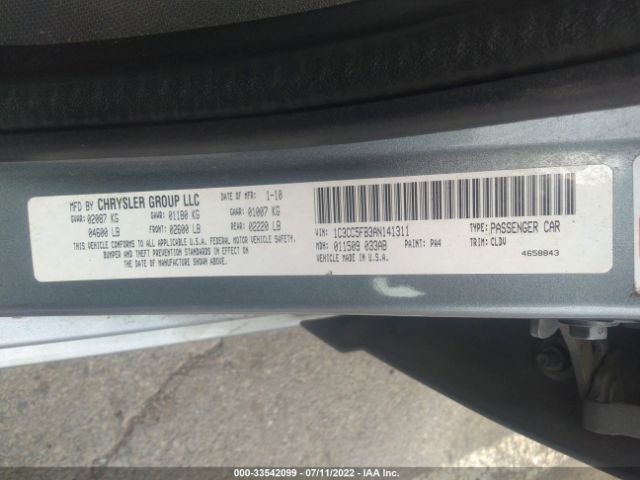 MFD BY CHRYSLER GROUP LLC
DATE OF MFR: 1-10
GVWR: 02087 KG GAWR: 01180 KG GAWR: 01007 KG
04600 LB FRONT: 02600 LB REAR: 02220 LB
THIS VEHICLE CONFORMS TO ALL APPLICABLE U.S.A. FEDERAL MOTOR VEHICLE SAFETY,
BUMPER AND THEFT PREVENTION STANDARDS IN EFFECT ON
THE DATE OF MANUFACTURE SHOWN ABOVE.
VIN: 1C3CC5FB3AN141311 TYPE: PASSENGER CAR
MDH: 011509 033AB PAINT: PA4 TRIM: CLDV
VEHICLE MADE IN U.S.A. 4658843
000-33542099 - 07/11/2022 - IAAI.com